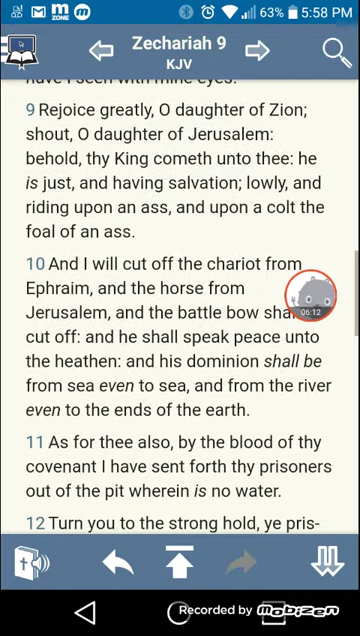 63% 5:58 PM
Zechariah 9
KJV
have I seen with mine eyes.
9 Rejoice greatly, O daughter of Zion;
shout, O daughter of Jerusalem:
behold, thy King cometh unto thee: he
is just, and having salvation; lowly, and
riding upon an ass, and upon a colt the
foal of an ass.
10 And I will cut off the chariot from
Ephraim, and the horse from
Jerusalem, and the battle bow sha
cut off: and he shall speak peace unto
the heathen: and his dominion shall be
from sea even to sea, and from the river
even to the ends of the earth.
06:12
11 As for thee also, by the blood of thy
covenant I have sent forth thy prisoners
out of the pit wherein is no water.
12 Turn you to the strong hold, ye pris-
Recorded by Mobizen